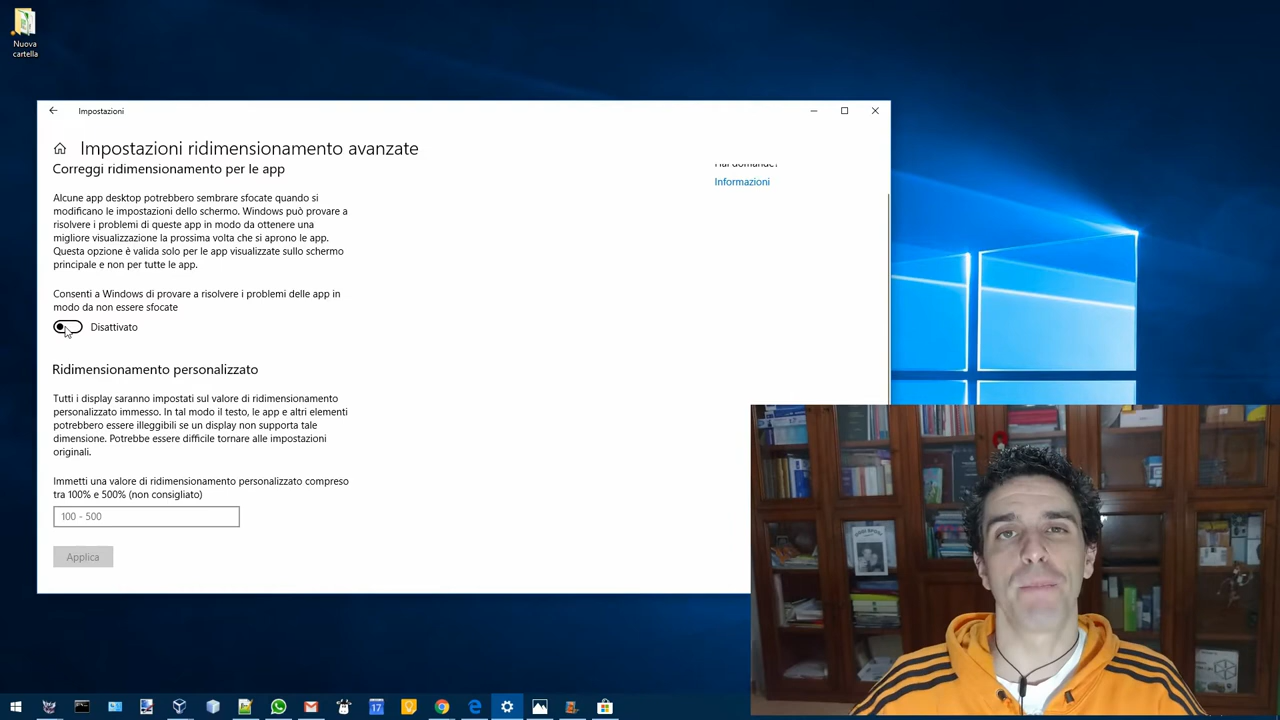 Nuova
cartella
Impostazioni
Impostazioni ridimensionamento avanzate
Correggi ridimensionamento per le app
Alcune app desktop potrebbero sembrare sfocate quando si
modificano le impostazioni dello schermo. Windows può provare a
risolvere i problemi di queste app in modo da ottenere una
migliore visualizzazione la prossima volta che si aprono le app.
Questa opzione è valida solo per le app visualizzate sullo schermo
principale e non per tutte le app.
Consenti a Windows di provare a risolvere i problemi delle app in
modo da non essere sfocate
Disattivato
Ridimensionamento personalizzato
Tutti i display saranno impostati sul valore di ridimensionamento
personalizzato immesso. In tal modo il testo, le app e altri elementi
potrebbero essere illeggibili se un display non supporta tale
dimensione. Potrebbe essere difficile tornare alle impostazioni
originali.
Immetti una valore di ridimensionamento personalizzato compreso
tra 100% e 500% (non consigliato)
100 - 500
Applica
Hai domande?
Informazioni
17